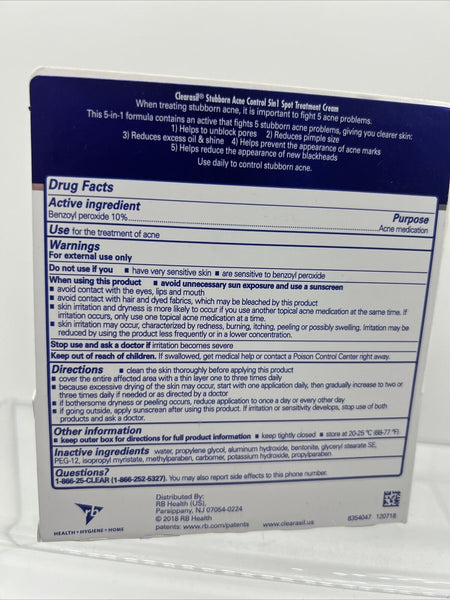 Clearasil® Stubborn Acne Control 5in1 Spot Treatment Cream
When treating stubborn acne, it is important to fight 5 acne problems.
This 5-in-1 formula contains an active that fights 5 stubborn acne problems, giving you clearer skin:
1) Helps to unblock pores 2) Reduces pimple size
3) Reduces excess oil & shine 4) Helps prevent the appearance of acne marks
5) Helps reduce the appearance of new blackheads
Use daily to control stubborn acne.
Drug Facts
Active ingredient Purpose
Benzoyl peroxide 10%..........Acne medication
Use for the treatment of acne
Warnings
For external use only
Do not use if you ■ have very sensitive skin ■ are sensitive to benzoyl peroxide
When using this product ■ avoid unnecessary sun exposure and use a sunscreen
■ avoid contact with the eyes, lips and mouth
■ avoid contact with hair and dyed fabrics, which may be bleached by this product
■ skin irritation and dryness is more likely to occur if you use another topical acne medication at the same time. If
irritation occurs, only use one topical acne medication at a time.
■ skin irritation may occur, characterized by redness, burning, itching, peeling or possibly swelling. Irritation may be
reduced by using the product less frequently or in a lower concentration.
Stop use and ask a doctor if irritation becomes severe
Keep out of reach of children. If swallowed, get medical help or contact a Poison Control Center right away.
Directions ■ clean the skin thoroughly before applying this product
■ cover the entire affected area with a thin layer one to three times daily
■ because excessive drying of the skin may occur, start with one application daily, then gradually increase to two or
three times daily if needed or as directed by a doctor
■ if bothersome dryness or peeling occurs, reduce application to once a day or every other day
■ if going outside, apply sunscreen after using this product. If irritation or sensitivity develops, stop use of both
products and ask a doctor.
Other information
■ keep outer box for directions for full product information ■ keep tightly closed ■ store at 20-25 °C (68-77 °F)
Inactive ingredients water, propylene glycol, aluminum hydroxide, bentonite, glyceryl stearate SE,
PEG-12, isopropyl myristate, methylparaben, carbomer, potassium hydroxide, propylparaben
Questions?
1-866-25-CLEAR (1-866-252-5327). You may also report side effects to this phone number.
rb
HEALTH • HYGIENE • HOME
Distributed By:
RB Health (US),
Parsippany, NJ 07054-0224
© 2018 RB Health
patents: www.rb.com/patents www.clearasil.us
8354047 120718